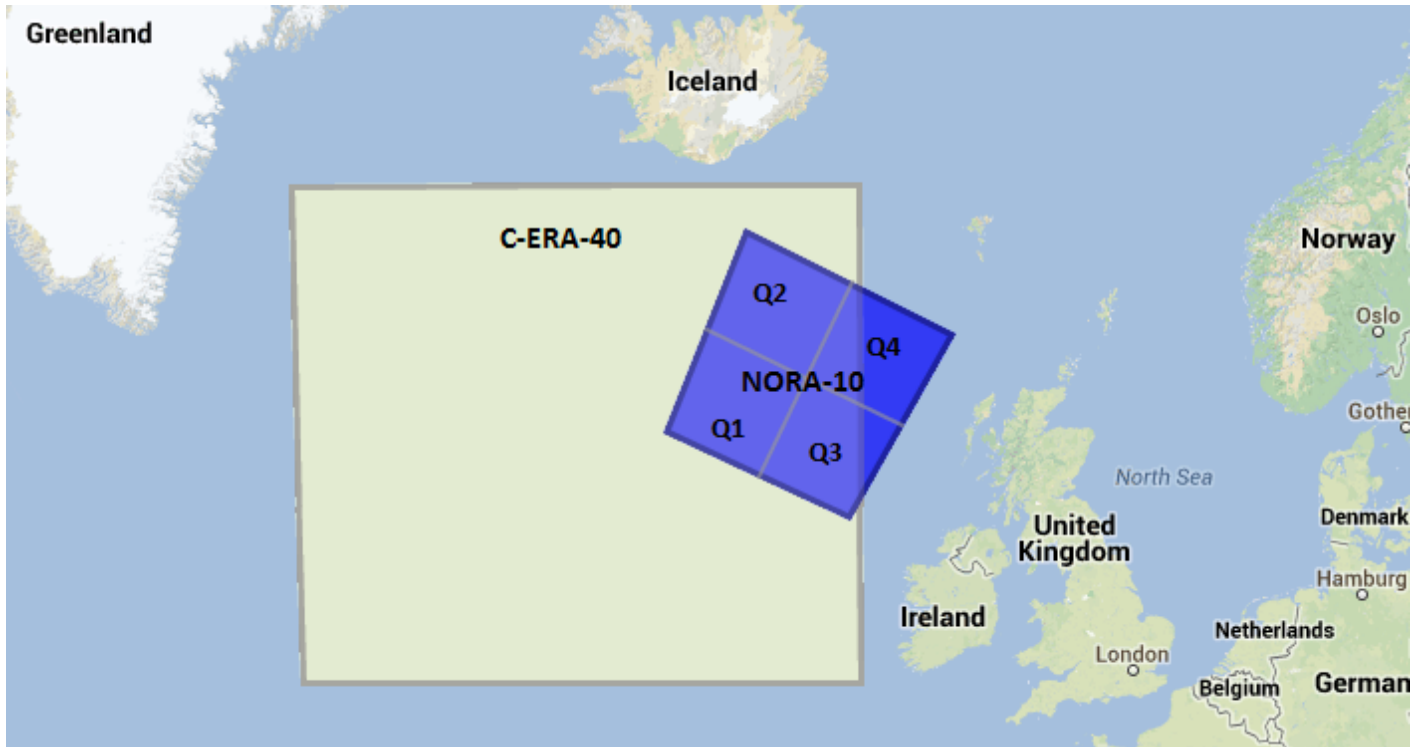 Greenland
Iceland
C-ERA-40
Norway
Q2
Oslo
Q4
NORA-10
Gother
Q1
Q3
North Sea
Denmark
United
Kingdom
Hamburg
Ireland
Netherlands
London
Belgium
German